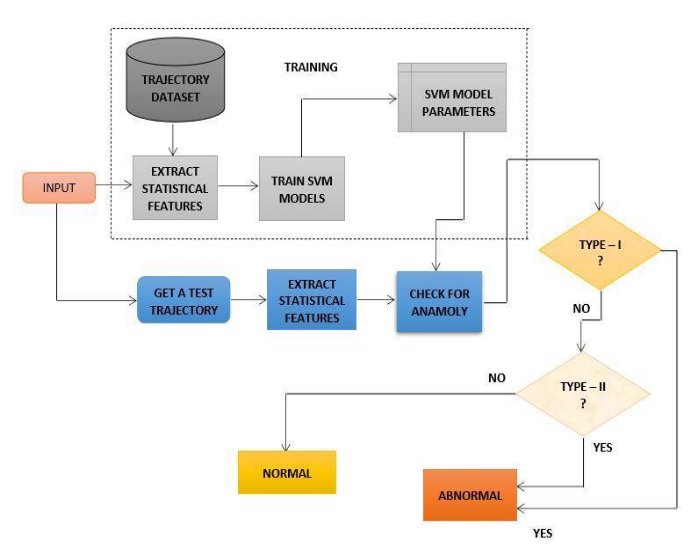 TRAINING
TRAJECTORY
DATASET
SVM MODEL
PARAMETERS
INPUT
EXTRACT
STATISTICAL
FEATURES
TRAIN SVM
MODELS
TYPE – I
?
GET A TEST
TRAJECTORY
EXTRACT
STATISTICAL
FEATURES
CHECK FOR
ANAMOLY
NO
TYPE – II
?
NO
YES
NORMAL
ABNORMAL
YES